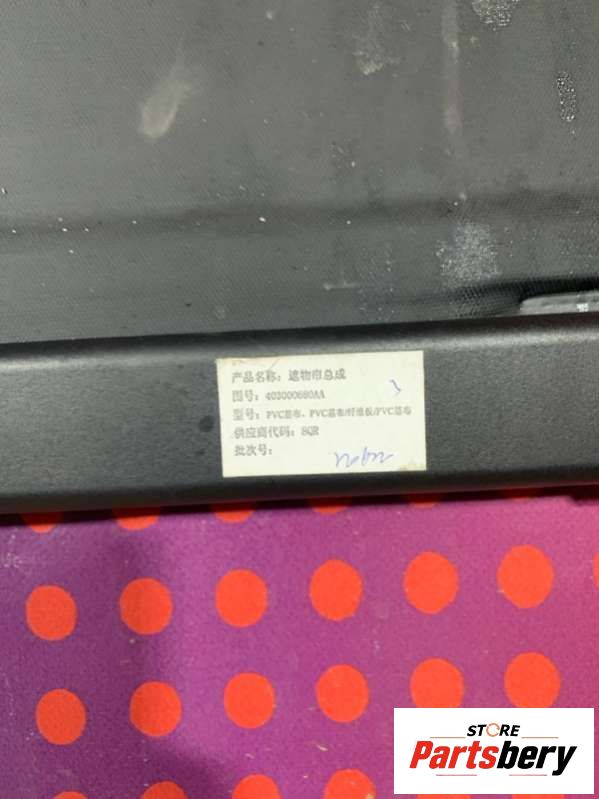 产品名称：遮物帘总成
图号：403000680AA
型号：PVC基布、PVC基布/纤维板/PVC基布
供应商代码：8QR
批次号：
STORE
Partsbery